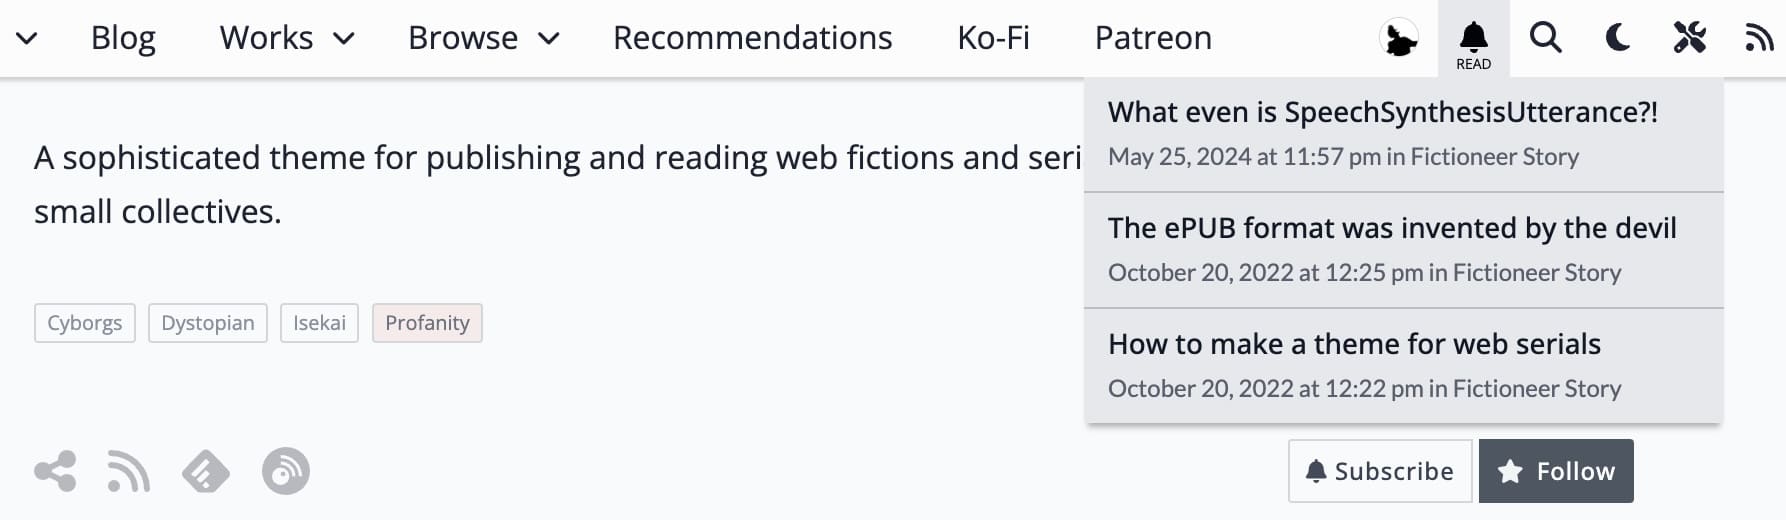 Blog Works Browse Recommendations Ko-Fi Patreon
READ
What even is SpeechSynthesisUtterance?!
May 25, 2024 at 11:57 pm in Fictioneer Story
The ePUB format was invented by the devil
October 20, 2022 at 12:25 pm in Fictioneer Story
How to make a theme for web serials
October 20, 2022 at 12:22 pm in Fictioneer Story
A sophisticated theme for publishing and reading web fictions and seri
small collectives.
Cyborgs Dystopian Isekai Profanity
Subscribe Follow